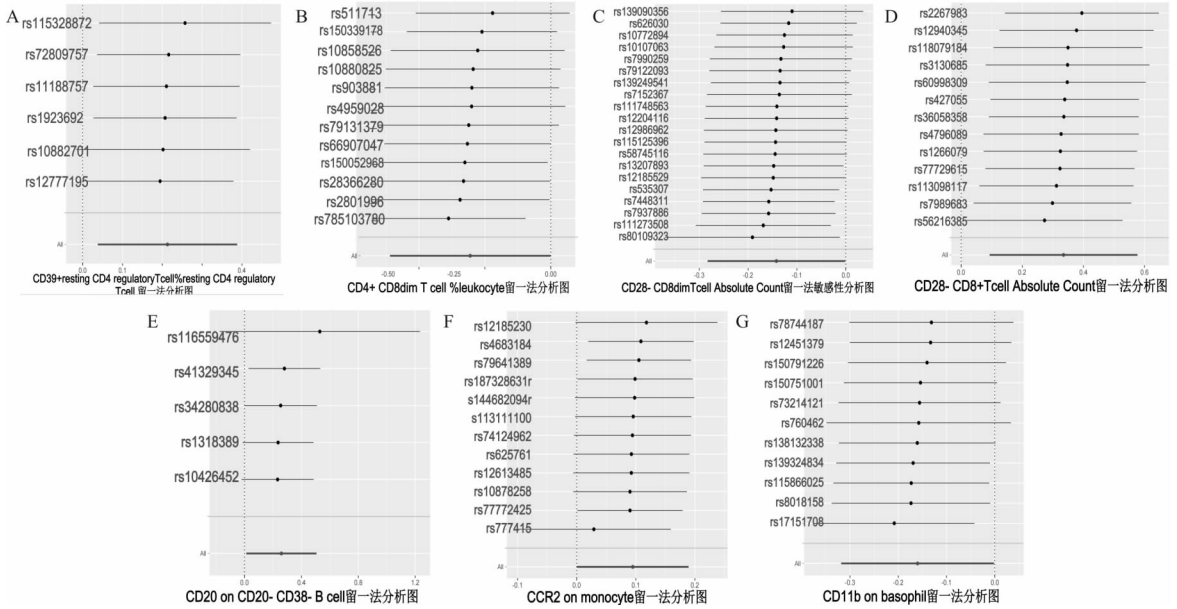 A
rs115328872
rs72809757
rs11188757
rs1923692
rs10882701
rs12777195
All
0.0 0.1 0.2 0.3 0.4
CD39+resting CD4 regulatoryTcell%resting CD4 regulatory
Tcell 留一法分析图
B
rs511713
rs150339178
rs10858526
rs10880825
rs903881
rs4959028
rs79131379
rs66907047
rs150052968
rs28366280
rs2801996
rs785103780
All
-0.50 -0.25 0.00
CD4+ CD8dim T cell %leukocyte留一法分析图
C
rs139090356
rs626030
rs10772894
rs10107063
rs7990259
rs79122093
rs139249541
rs7152367
rs111748563
rs12204116
rs12986962
rs115125396
rs58745116
rs13207893
rs12185529
rs535307
rs7448311
rs7937886
rs111273508
rs80109323
All
-0.3 -0.2 -0.1 0.0
CD28- CD8dimTcell Absolute Count留一法敏感性分析图
D
rs2267983
rs12940345
rs118079184
rs3130685
rs60998309
rs427055
rs36058358
rs4796089
rs1266079
rs77729615
rs113098117
rs7989683
rs56216385
All
0.0 0.2 0.4 0.6
CD28- CD8+Tcell Absolute Count留一法分析图
E
rs116559476
rs41329345
rs34280838
rs1318389
rs10426452
All
0.0 0.4 0.8 1.2
CD20 on CD20- CD38- B cell留一法分析图
F
rs12185230
rs4683184
rs79641389
rs187328631r
s144682094r
s113111100
rs74124962
rs625761
rs12613485
rs10878258
rs77772425
rs777415
All
-0.1 0.0 0.1 0.2
CCR2 on monocyte留一法分析图
G
rs78744187
rs12451379
rs150791226
rs150751001
rs73214121
rs760462
rs138132338
rs139324834
rs115866025
rs8018158
rs17151708
All
-0.3 -0.2 -0.1 0.0
CD11b on basophil留一法分析图